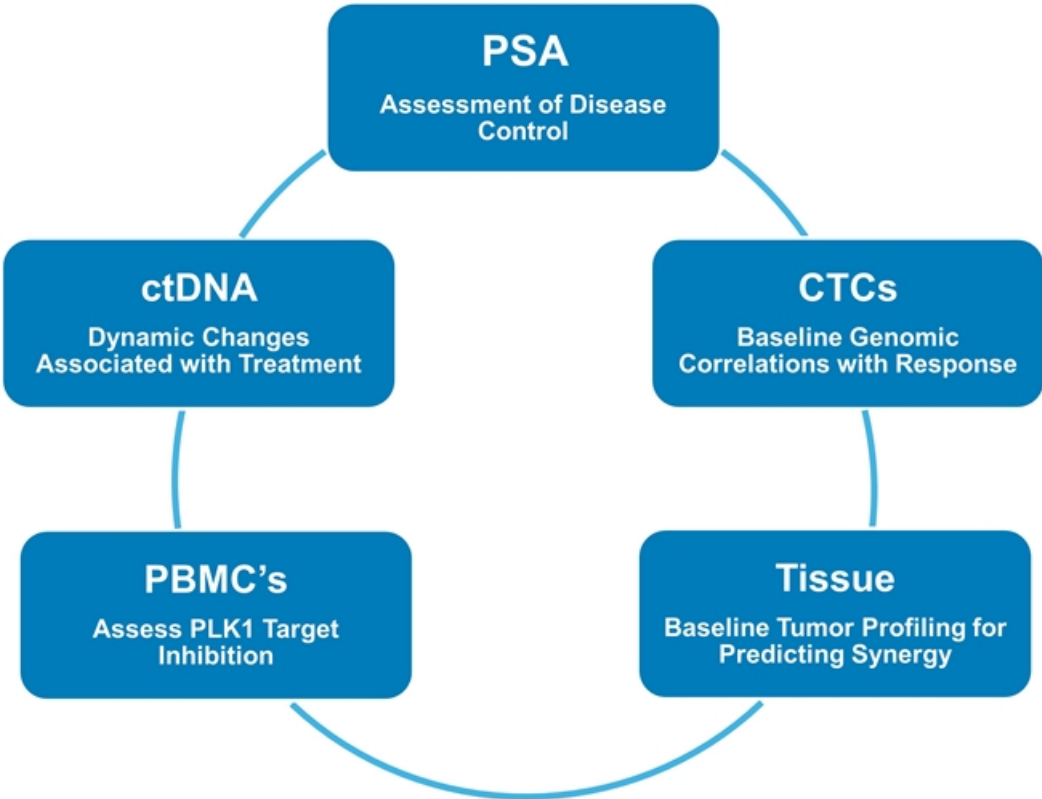 PSA
Assessment of Disease
Control
ctDNA
Dynamic Changes
Associated with Treatment
CTCs
Baseline Genomic
Correlations with Response
PBMC’s
Assess PLK1 Target
Inhibition
Tissue
Baseline Tumor Profiling for
Predicting Synergy